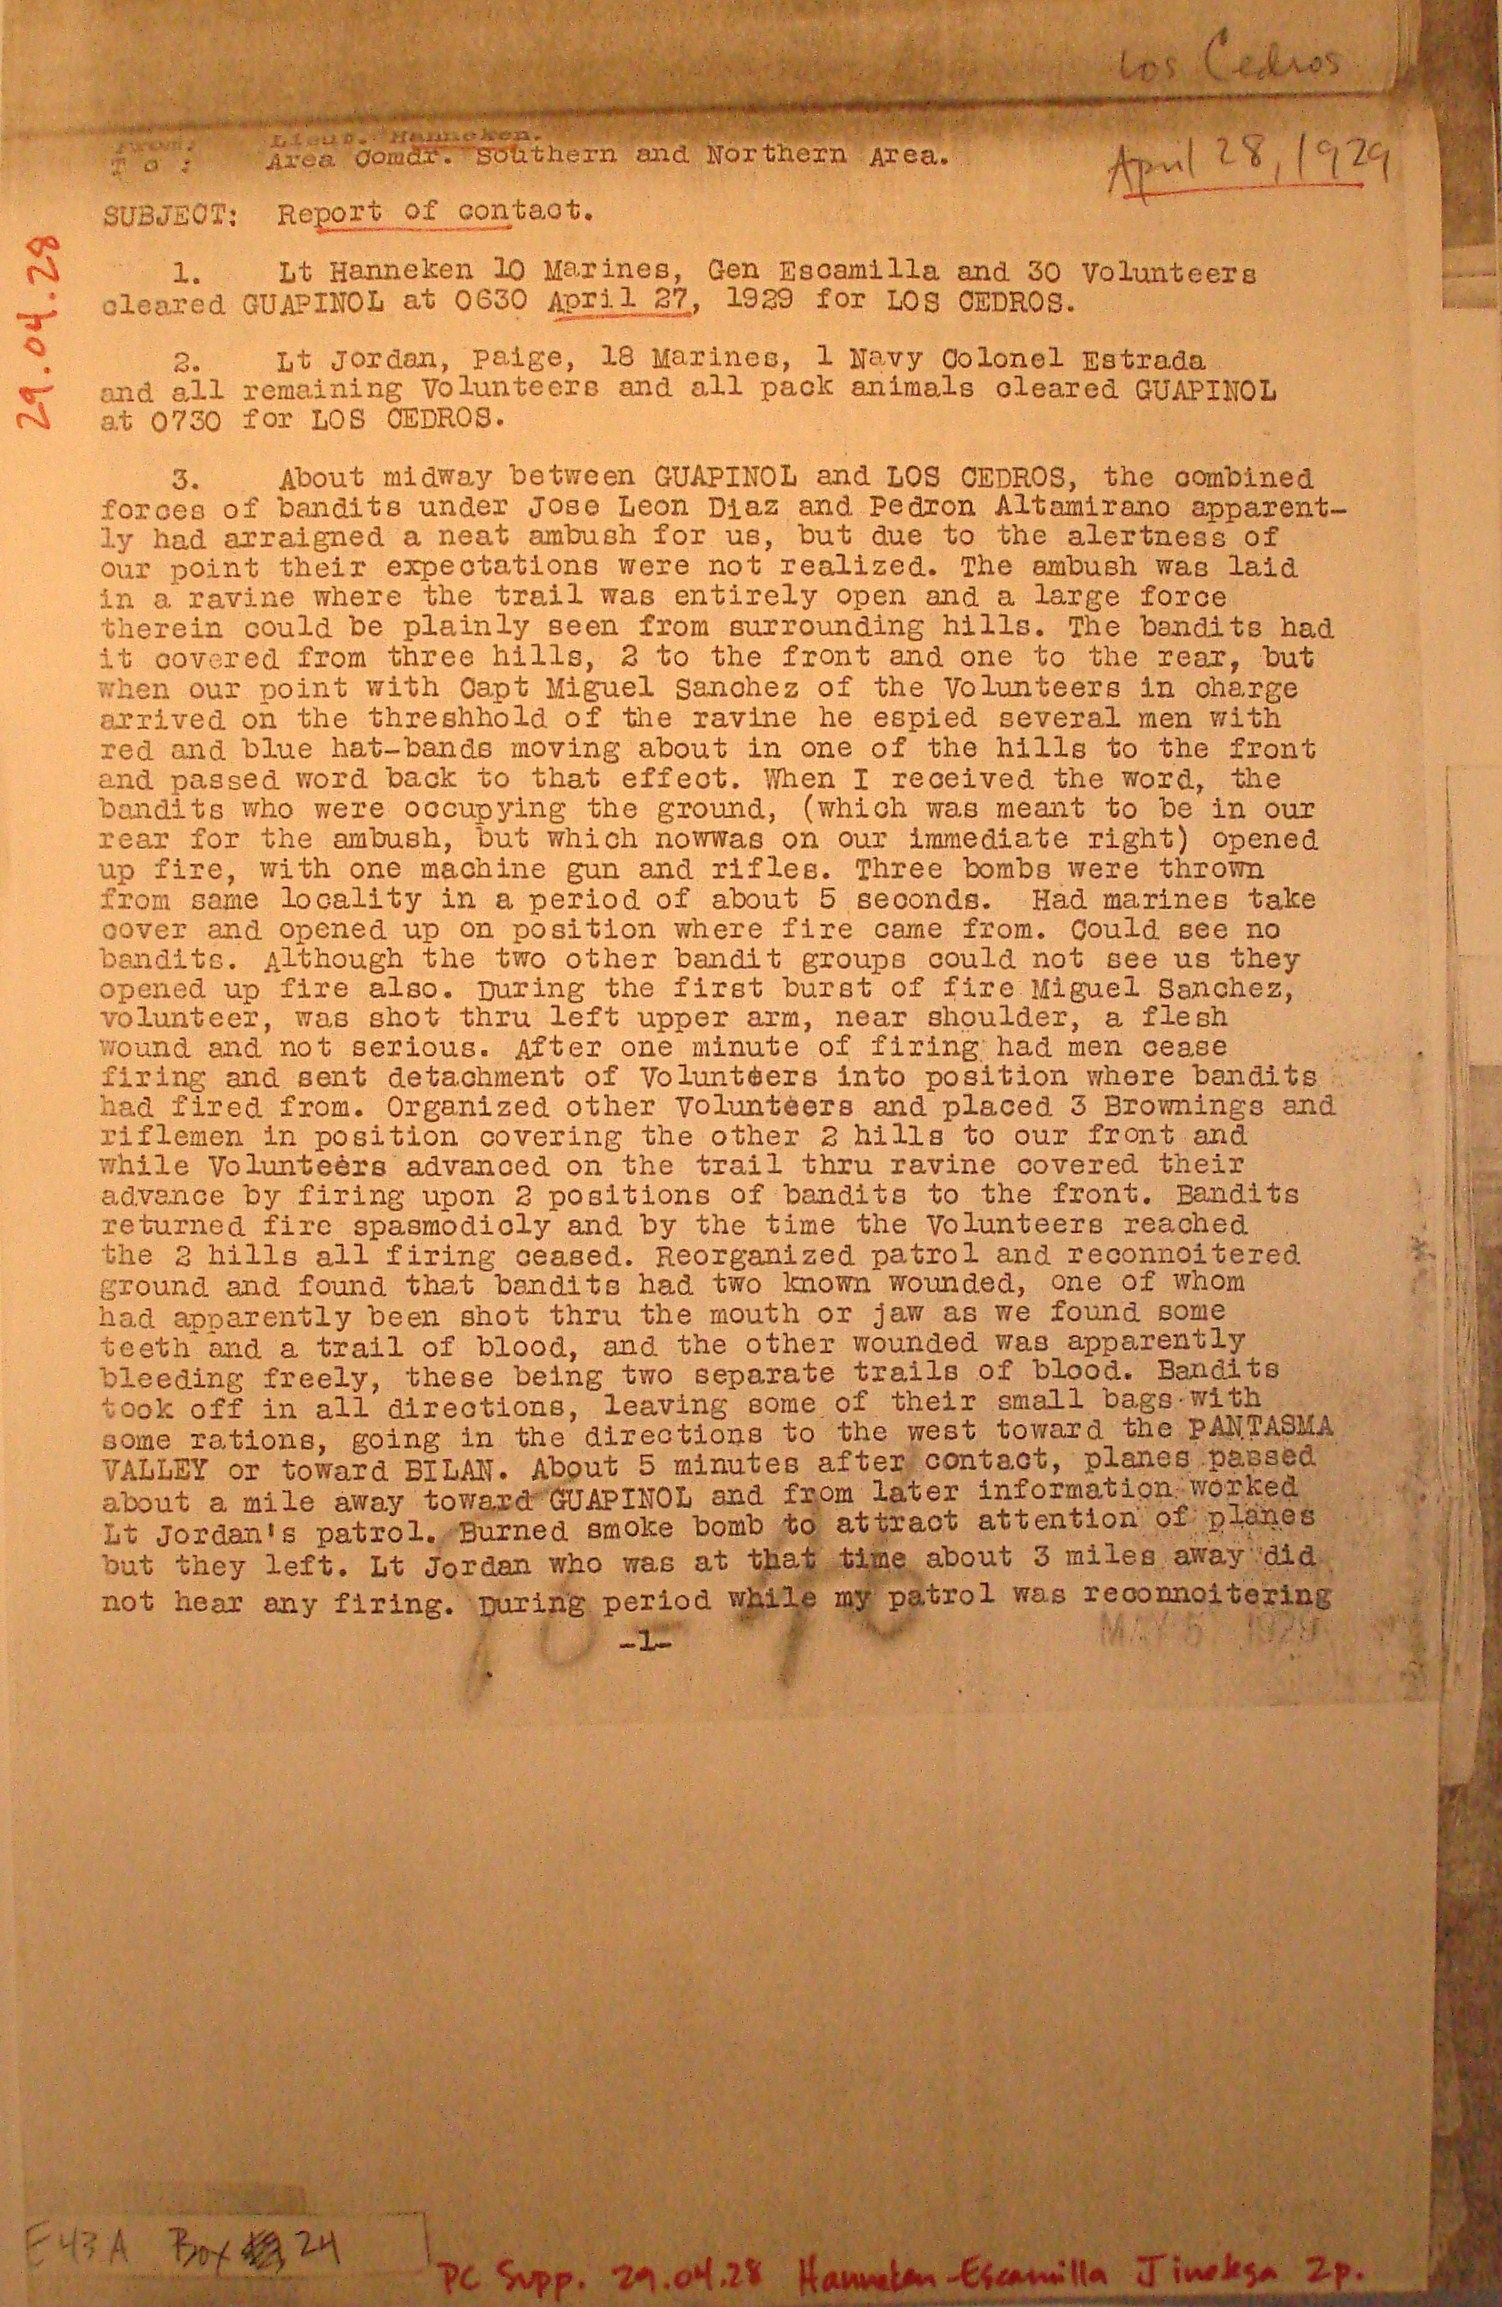 Los Cedros
From: Lieut. Hanneken.
T o : Area Comdr. Southern and Northern Area.
April 28, 1929
SUBJECT: Report of contact.
29.04.28
1. Lt Hanneken 10 Marines, Gen Escamilla and 30 Volunteers
cleared GUAPINOL at 0630 April 27, 1929 for LOS CEDROS.
2. Lt Jordan, Paige, 18 Marines, 1 Navy Colonel Estrada
and all remaining Volunteers and all pack animals cleared GUAPINOL
at 0730 for LOS CEDROS.
3. About midway between GUAPINOL and LOS CEDROS, the combined
forces of bandits under Jose Leon Diaz and Pedron Altamirano apparent-
ly had arraigned a neat ambush for us, but due to the alertness of
our point their expectations were not realized. The ambush was laid
in a ravine where the trail was entirely open and a large force
therein could be plainly seen from surrounding hills. The bandits had
it covered from three hills, 2 to the front and one to the rear, but
when our point with Capt Miguel Sanchez of the Volunteers in charge
arrived on the threshhold of the ravine he espied several men with
red and blue hat-bands moving about in one of the hills to the front
and passed word back to that effect. When I received the word, the
bandits who were occupying the ground, (which was meant to be in our
rear for the ambush, but which nowwas on our immediate right) opened
up fire, with one machine gun and rifles. Three bombs were thrown
from same locality in a period of about 5 seconds. Had marines take
cover and opened up on position where fire came from. Could see no
bandits. Although the two other bandit groups could not see us they
opened up fire also. During the first burst of fire Miguel Sanchez,
volunteer, was shot thru left upper arm, near shoulder, a flesh
wound and not serious. After one minute of firing had men cease
firing and sent detachment of Volunteers into position where bandits
had fired from. Organized other Volunteers and placed 3 Brownings and
riflemen in position covering the other 2 hills to our front and
while Volunteers advanced on the trail thru ravine covered their
advance by firing upon 2 positions of bandits to the front. Bandits
returned fire spasmodicly and by the time the Volunteers reached
the 2 hills all firing ceased. Reorganized patrol and reconnoitered
ground and found that bandits had two known wounded, one of whom
had apparently been shot thru the mouth or jaw as we found some
teeth and a trail of blood, and the other wounded was apparently
bleeding freely, these being two separate trails of blood. Bandits
took off in all directions, leaving some of their small bags with
some rations, going in the directions to the west toward the PANTASMA
VALLEY or toward BILAN. About 5 minutes after contact, planes passed
about a mile away toward GUAPINOL and from later information worked
Lt Jordan's patrol. Burned smoke bomb to attract attention of planes
but they left. Lt Jordan who was at that time about 3 miles away did
not hear any firing. During period while my patrol was reconnoitering
-1-
MAY 5 1929
E43A Box 24
PC Supp. 29.04.28 Hanneken-Escamilla Jinotega 2p.